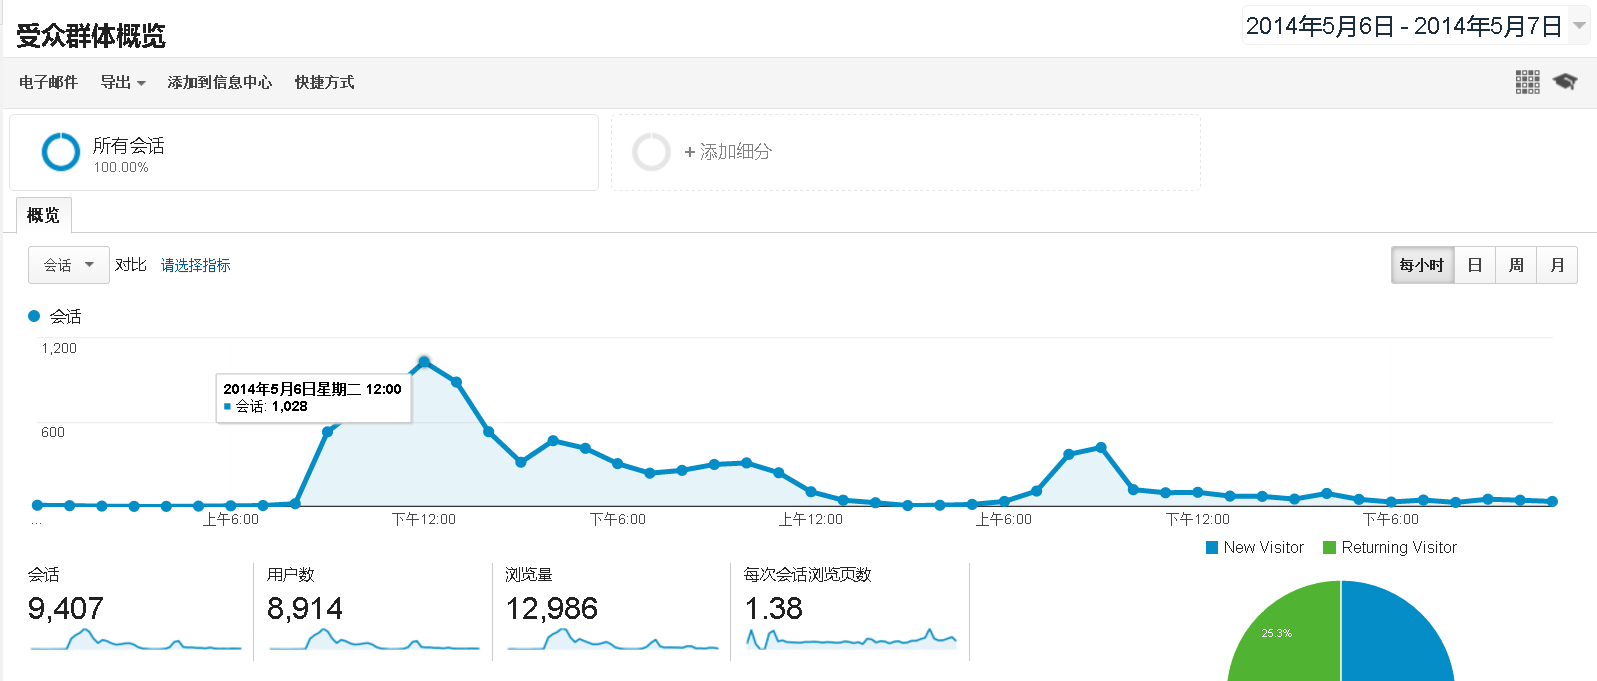 受众群体概览
2014年5月6日 - 2014年5月7日
电子邮件 导出 添加到信息中心 快捷方式
所有会话
100.00%
+ 添加细分
概览
会话 对比 请选择指标
每小时 日 周 月
会话
1,200
2014年5月6日星期二 12:00
会话: 1,028
600
... 上午6:00 下午12:00 下午6:00 上午12:00 上午6:00 下午12:00 下午6:00
New Visitor Returning Visitor
会话 用户数 浏览量 每次会话浏览页数
9,407 8,914 12,986 1.38
25.3%